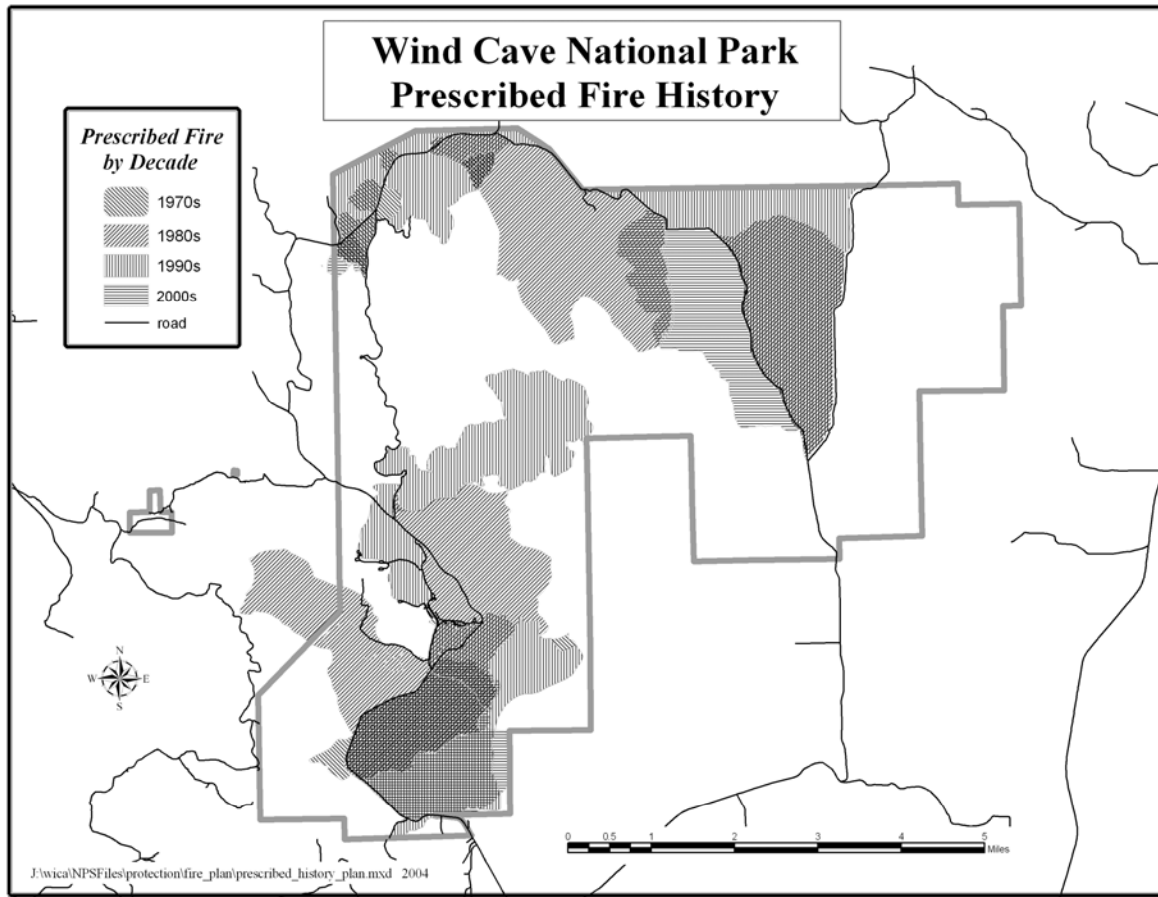 Wind Cave National Park
Prescribed Fire History
Prescribed Fire
by Decade
1970s
1980s
1990s
2000s
road
N
W E
S
0 0.5 1 2 3 4 5
Miles
J:\wica\NPSFiles\protection\fire_plan\prescribed_history_plan.mxd 2004